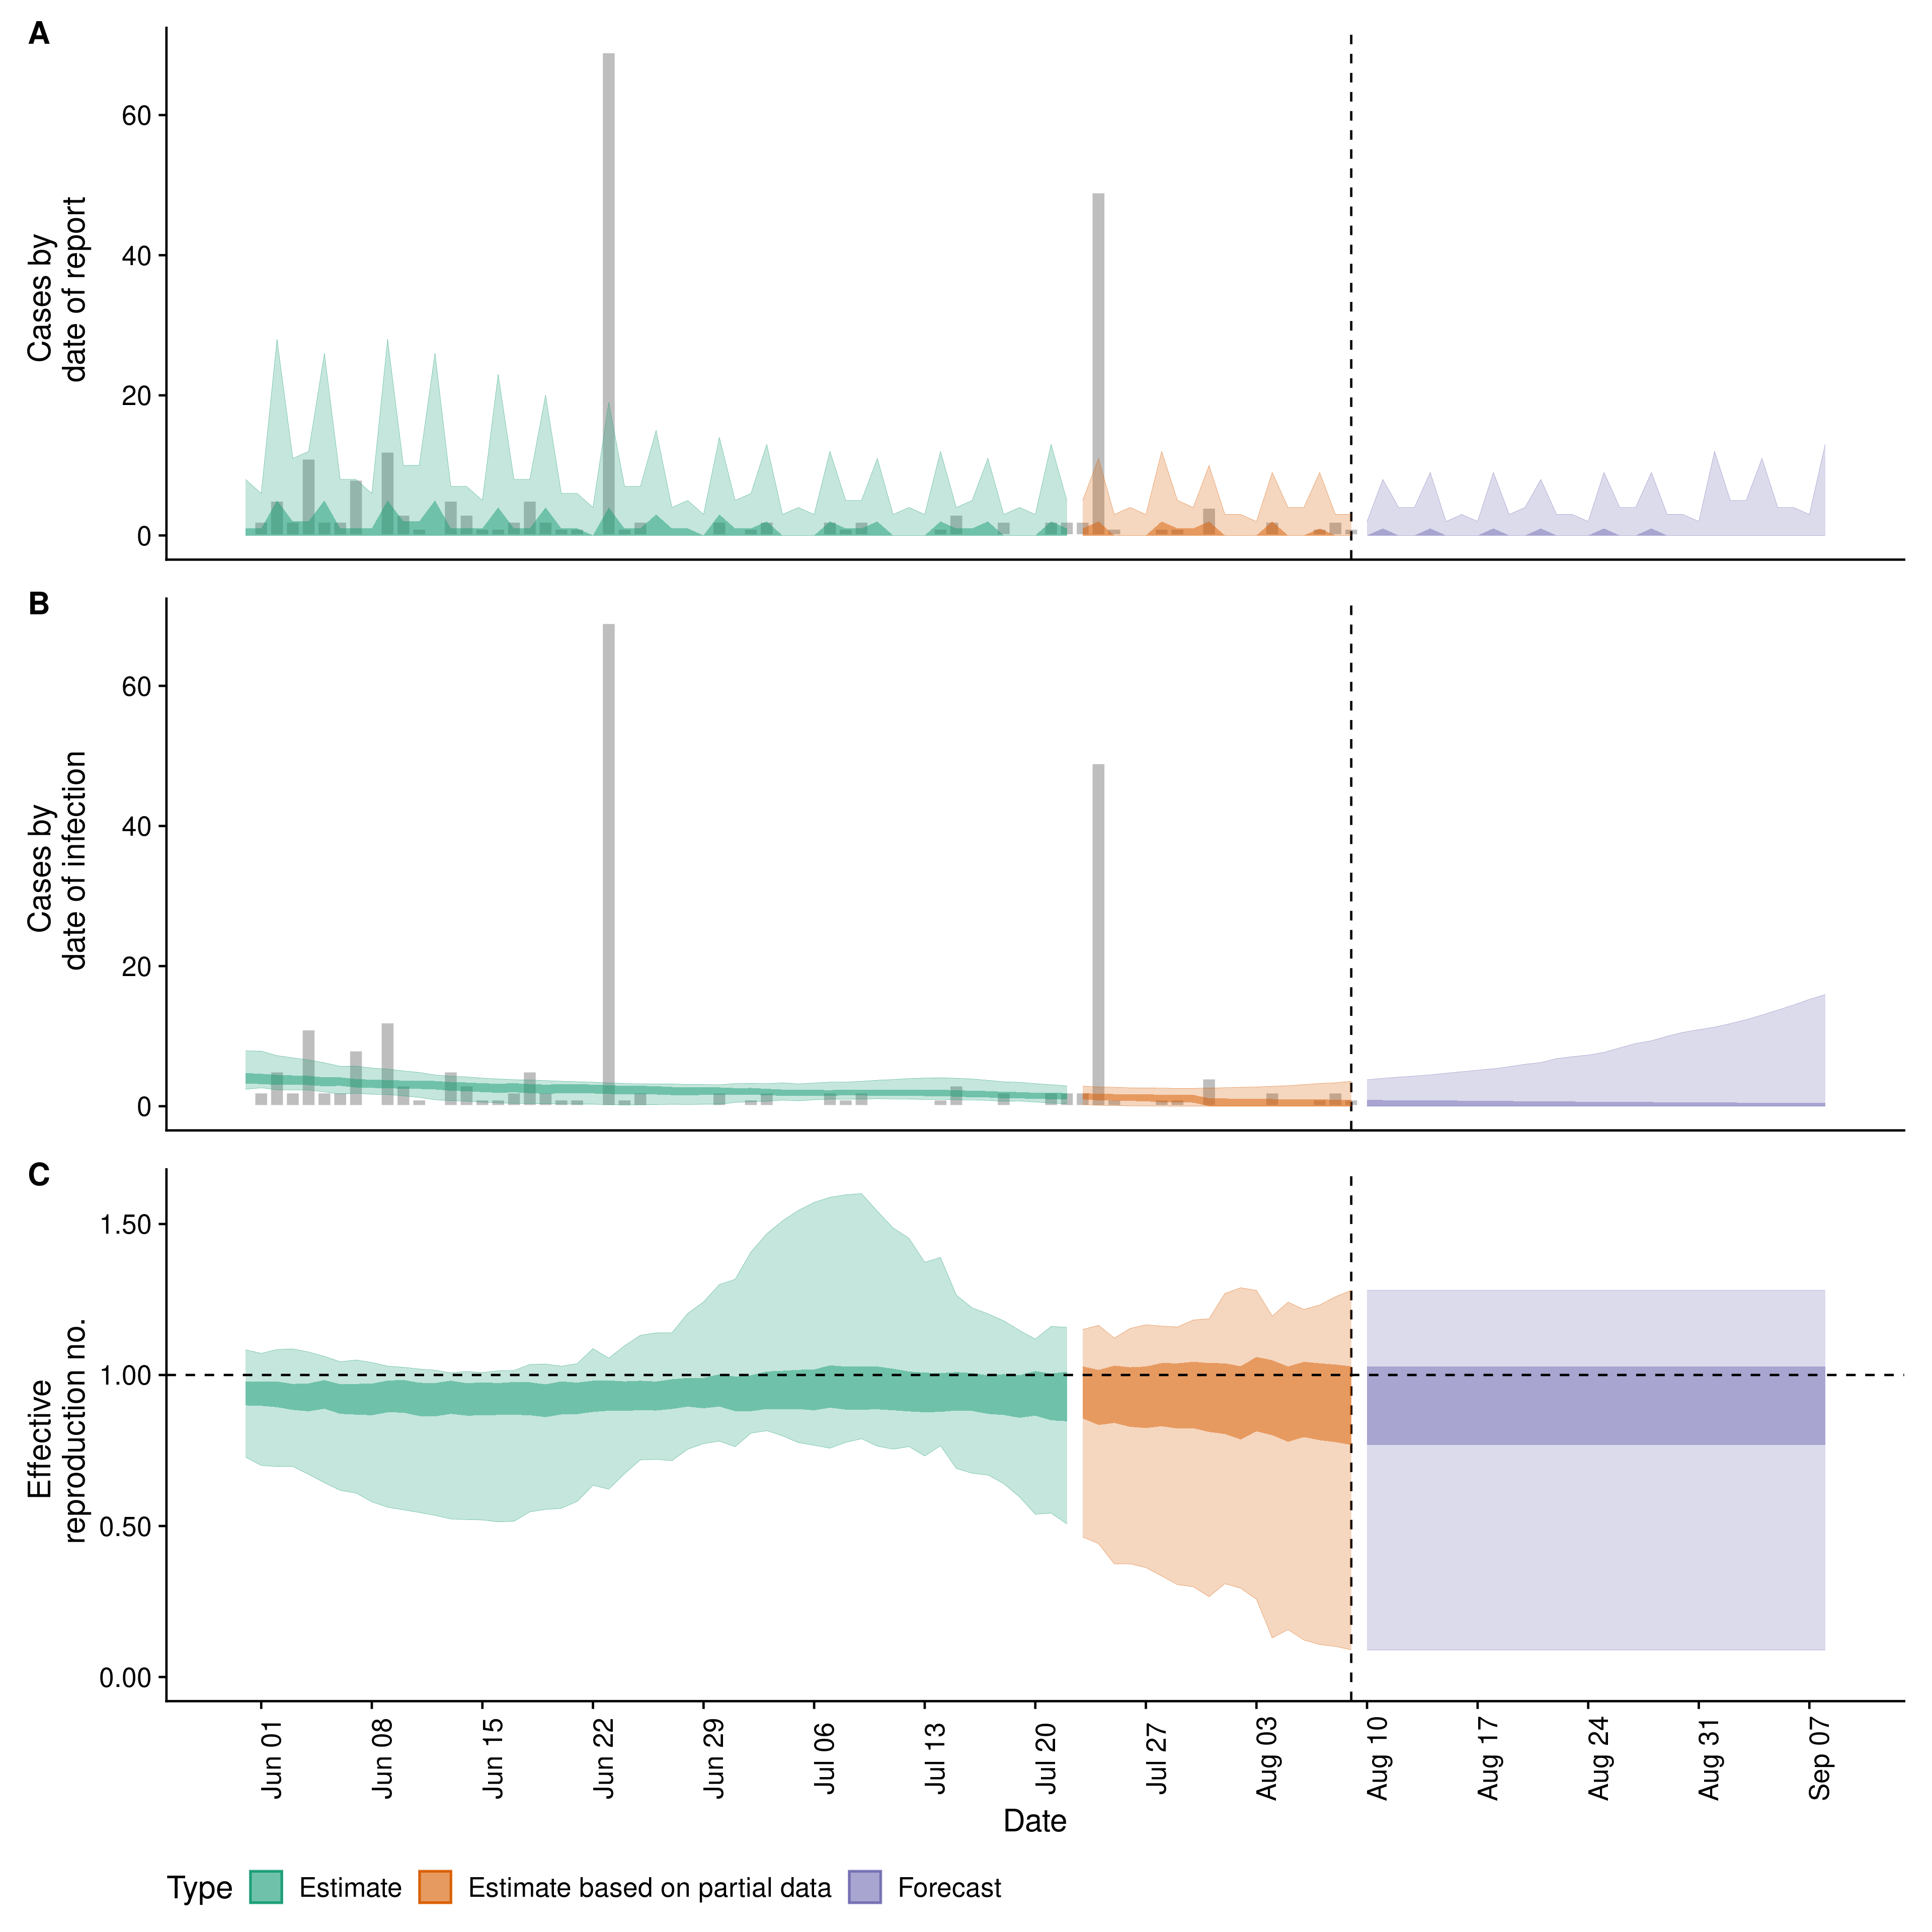 A
Cases by
date of report
60
40
20
0
B
Cases by
date of infection
60
40
20
0
C
Effective
reproduction no.
1.50
1.00
0.50
0.00
Jun 01
Jun 08
Jun 15
Jun 22
Jun 29
Jul 06
Jul 13
Jul 20
Jul 27
Aug 03
Aug 10
Aug 17
Aug 24
Aug 31
Sep 07
Date
Type Estimate Estimate based on partial data Forecast